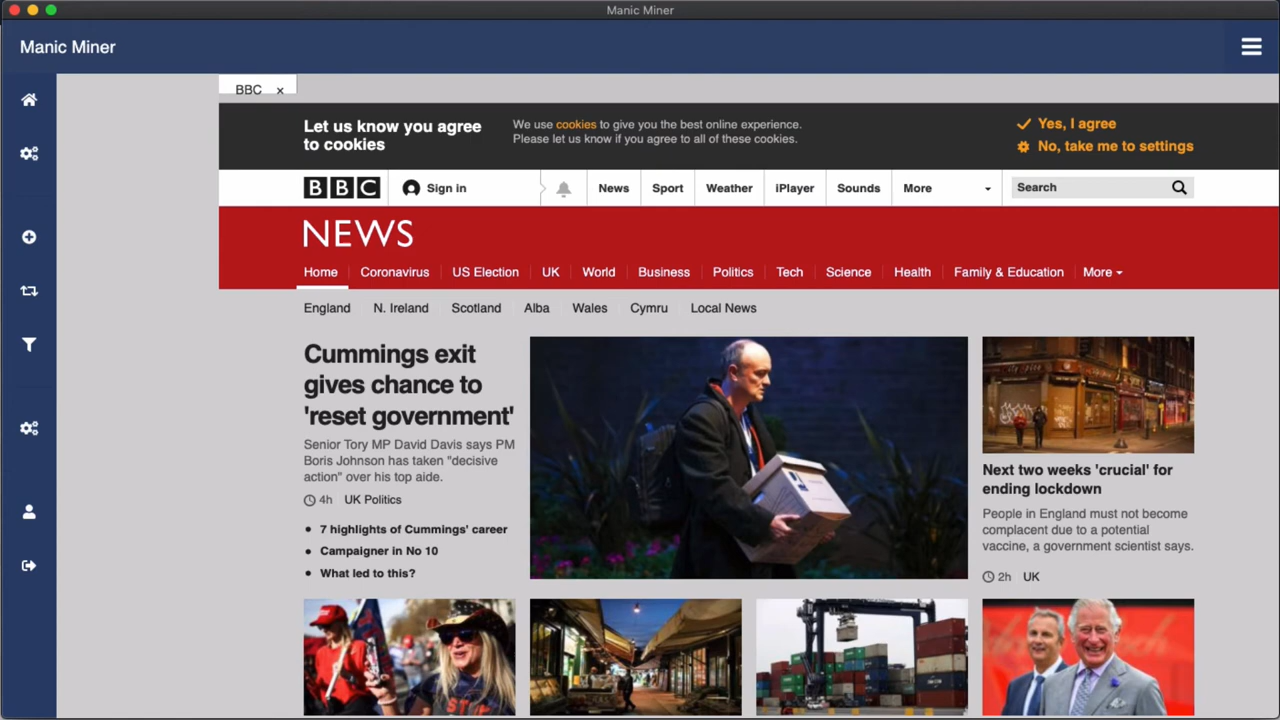 Manic Miner
Manic Miner
BBC x
Let us know you agree
to cookies
We use cookies to give you the best online experience.
Please let us know if you agree to all of these cookies.
Yes, I agree
No, take me to settings
BBC
Sign in
News
Sport
Weather
iPlayer
Sounds
More
Search
NEWS
Home
Coronavirus
US Election
UK
World
Business
Politics
Tech
Science
Health
Family & Education
More
England
N. Ireland
Scotland
Alba
Wales
Cymru
Local News
Cummings exit
gives chance to
'reset government'
Senior Tory MP David Davis says PM
Boris Johnson has taken "decisive
action" over his top aide.
4h UK Politics
7 highlights of Cummings' career
Campaigner in No 10
What led to this?
Next two weeks 'crucial' for
ending lockdown
People in England must not become
complacent due to a potential
vaccine, a government scientist says.
2h UK